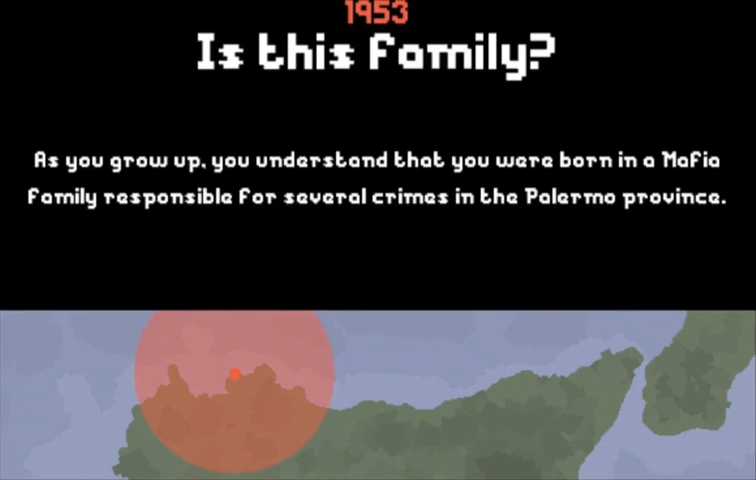 1953
Is this family?
As you grow up, you understand that you were born in a Mafia
family responsible for several crimes in the Palermo province.